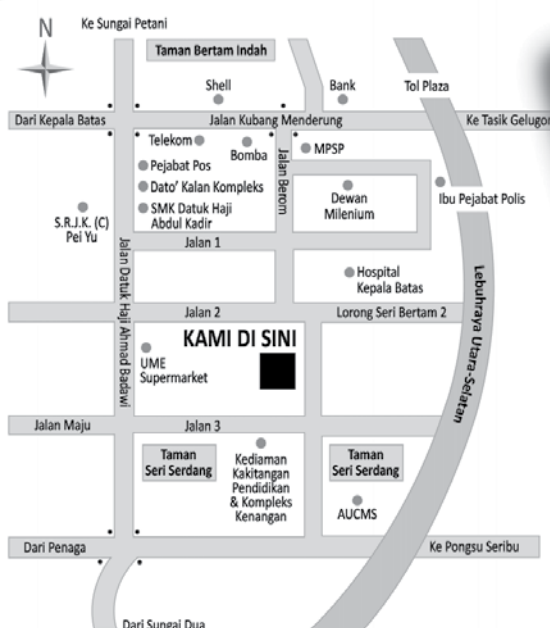 N
Ke Sungai Petani
Taman Bertam Indah
Shell
Bank
Tol Plaza
Dari Kepala Batas
Jalan Kubang Menderung
Ke Tasik Gelugor
Telekom
Bomba
MPSP
Pejabat Pos
Dato' Kalan Kompleks
SMK Datuk Haji
Abdul Kadir
Jalan Berom
Dewan
Milenium
Ibu Pejabat Polis
S.R.J.K. (C)
Pei Yu
Jalan 1
Jalan Datuk Haji Ahmad Badawi
Hospital
Kepala Batas
Lebuhraya Utara-Selatan
Jalan 2
Lorong Seri Bertam 2
KAMI DI SINI
UME
Supermarket
Jalan Maju
Jalan 3
Taman
Seri Serdang
Kediaman
Kakitangan
Pendidikan
& Kompleks
Kenangan
Taman
Seri Serdang
AUCMS
Dari Penaga
Ke Pongsu Seribu
Dari Sungai Dua